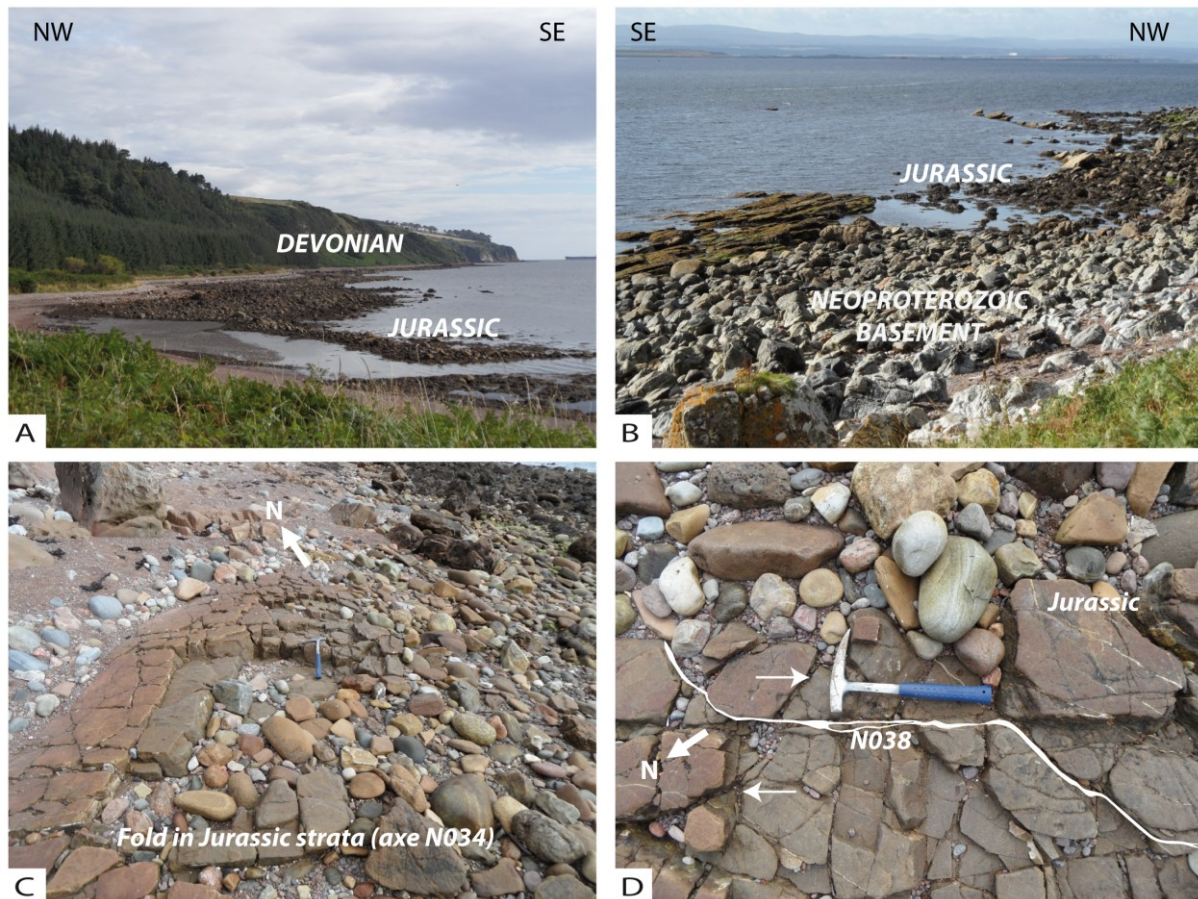 NW
SE
DEVONIAN
JURASSIC
A
SE
NW
JURASSIC
NEOPROTEROZOIC
BASEMENT
B
N
Fold in Jurassic strata (axe N034)
C
Jurassic
N038
N
D